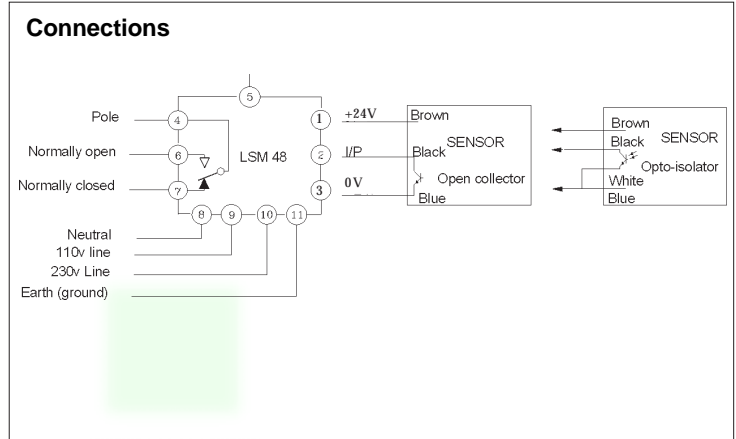 Connections
5
Pole
4
1
+24V
Brown
SENSOR
Normally open
6
LSM 48
2
I/P
Black
Open collector
Normally closed
7
3
0V
Blue
Brown
Black
SENSOR
Opto-isolator
White
Blue
8 9 10 11
Neutral
110v line
230v Line
Earth (ground)